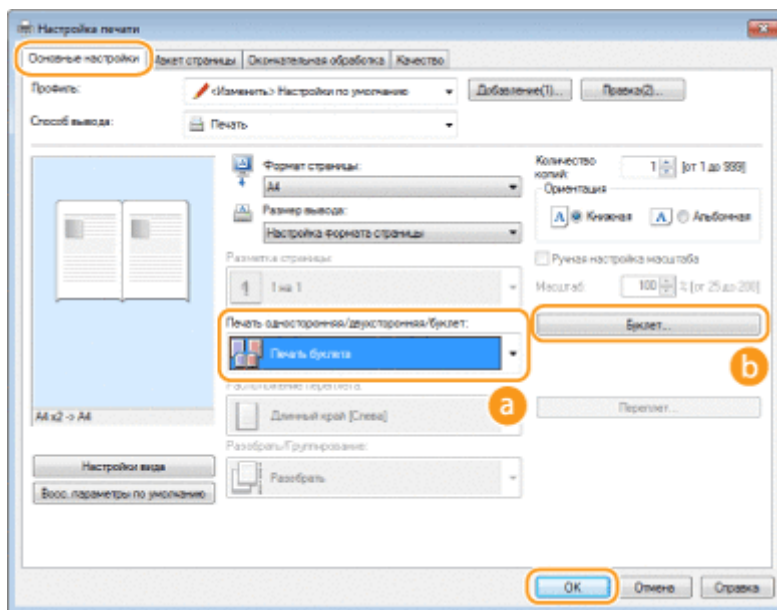 Настройка печати
Основные настройки Макет страницы Окончательная обработка Качество
Профиль: <Изменить> Настройки по умолчанию Добавление(1)... Правка(2)...
Способ вывода: Печать
Формат страницы:
A4
Размер вывода:
Настройка формата страницы
Разметка страницы:
1 на 1
Печать односторонняя/двухсторонняя/буклет:
Печать буклета
a
Расположение переплета:
Длинный край [Слева]
Разобрать/Группирование:
Разобрать
Количество копий: 1 [от 1 до 999]
Ориентация
A Книжная A Альбомная
Ручная настройка масштаба
Масштаб: 100 % [от 25 до 200]
Буклет...
b
Переплет...
A4 x2 -> A4
Настройки вида
Восс. параметры по умолчанию
OK Отмена Справка